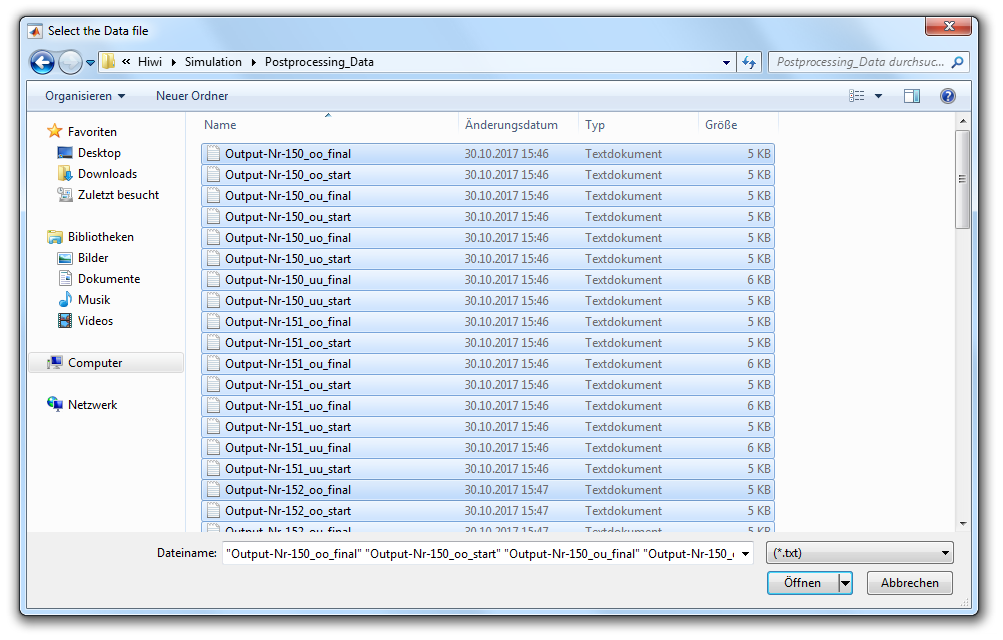 Select the Data file
« Hiwi Simulation Postprocessing_Data Postprocessing_Data durchsuc...
Organisieren Neuer Ordner
Favoriten
Desktop
Downloads
Zuletzt besucht
Bibliotheken
Bilder
Dokumente
Musik
Videos
Computer
Netzwerk
Name Änderungsdatum Typ Größe
Output-Nr-150_oo_final 30.10.2017 15:46 Textdokument 5 KB
Output-Nr-150_oo_start 30.10.2017 15:46 Textdokument 5 KB
Output-Nr-150_ou_final 30.10.2017 15:46 Textdokument 5 KB
Output-Nr-150_ou_start 30.10.2017 15:46 Textdokument 5 KB
Output-Nr-150_uo_final 30.10.2017 15:46 Textdokument 5 KB
Output-Nr-150_uo_start 30.10.2017 15:46 Textdokument 5 KB
Output-Nr-150_uu_final 30.10.2017 15:46 Textdokument 6 KB
Output-Nr-150_uu_start 30.10.2017 15:46 Textdokument 5 KB
Output-Nr-151_oo_final 30.10.2017 15:46 Textdokument 5 KB
Output-Nr-151_oo_start 30.10.2017 15:46 Textdokument 5 KB
Output-Nr-151_ou_final 30.10.2017 15:46 Textdokument 6 KB
Output-Nr-151_ou_start 30.10.2017 15:46 Textdokument 5 KB
Output-Nr-151_uo_final 30.10.2017 15:46 Textdokument 6 KB
Output-Nr-151_uo_start 30.10.2017 15:46 Textdokument 5 KB
Output-Nr-151_uu_final 30.10.2017 15:46 Textdokument 6 KB
Output-Nr-151_uu_start 30.10.2017 15:46 Textdokument 5 KB
Output-Nr-152_oo_final 30.10.2017 15:47 Textdokument 5 KB
Output-Nr-152_oo_start 30.10.2017 15:47 Textdokument 5 KB
Output-Nr-152_ou_final 30.10.2017 15:47 Textdokument 5 KB
Dateiname: "Output-Nr-150_oo_final" "Output-Nr-150_oo_start" "Output-Nr-150_ou_final" "Output-Nr-150_ (*.txt)
Öffnen Abbrechen